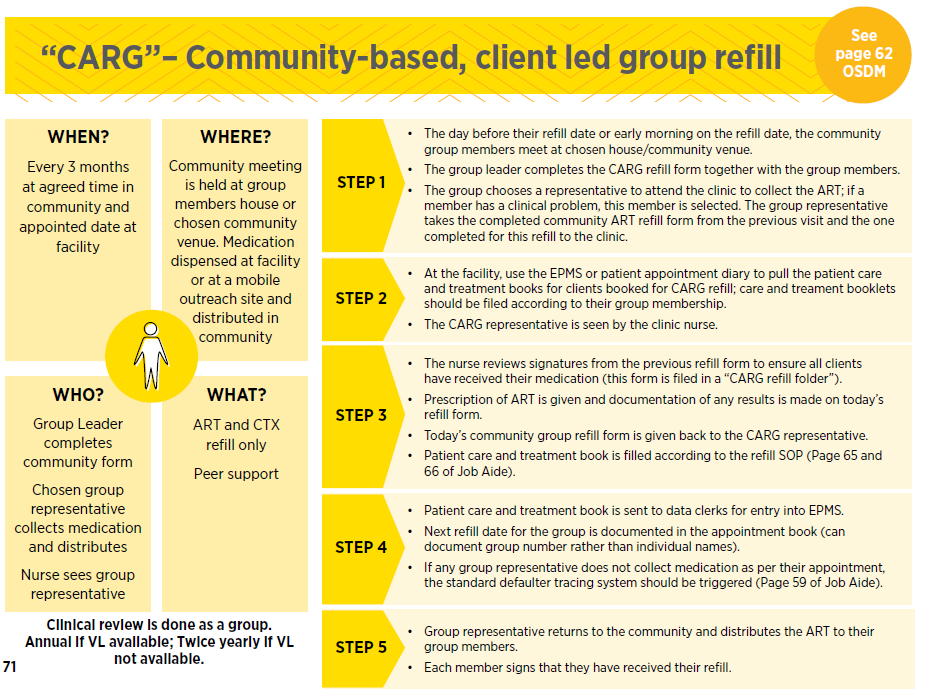 "CARG"– Community-based, client led group refill
See
page 62
OSDM
WHEN?
Every 3 months
at agreed time in
community and
appointed date at
facility
WHERE?
Community meeting
is held at group
members house or
chosen community
venue. Medication
dispensed at facility
or at a mobile
outreach site and
distributed in
community
WHO?
Group Leader
completes
community form
Chosen group
representative
collects medication
and distributes
Nurse sees group
representative
WHAT?
ART and CTX
refill only
Peer support
Clinical review is done as a group.
Annual if VL available; Twice yearly if VL
not available.
71
STEP 1
• The day before their refill date or early morning on the refill date, the community
group members meet at chosen house/community venue.
• The group leader completes the CARG refill form together with the group members.
• The group chooses a representative to attend the clinic to collect the ART; if a
member has a clinical problem, this member is selected. The group representative
takes the completed community ART refill form from the previous visit and the one
completed for this refill to the clinic.
STEP 2
• At the facility, use the EPMS or patient appointment diary to pull the patient care
and treatment books for clients booked for CARG refill; care and treament booklets
should be filed according to their group membership.
• The CARG representative is seen by the clinic nurse.
STEP 3
• The nurse reviews signatures from the previous refill form to ensure all clients
have received their medication (this form is filed in a "CARG refill folder").
• Prescription of ART is given and documentation of any results is made on today's
refill form.
• Today's community group refill form is given back to the CARG representative.
• Patient care and treatment book is filled according to the refill SOP (Page 65 and
66 of Job Aide).
STEP 4
• Patient care and treatment book is sent to data clerks for entry into EPMS.
• Next refill date for the group is documented in the appointment book (can
document group number rather than individual names).
• If any group representative does not collect medication as per their appointment,
the standard defaulter tracing system should be triggered (Page 59 of Job Aide).
STEP 5
• Group representative returns to the community and distributes the ART to their
group members.
• Each member signs that they have received their refill.